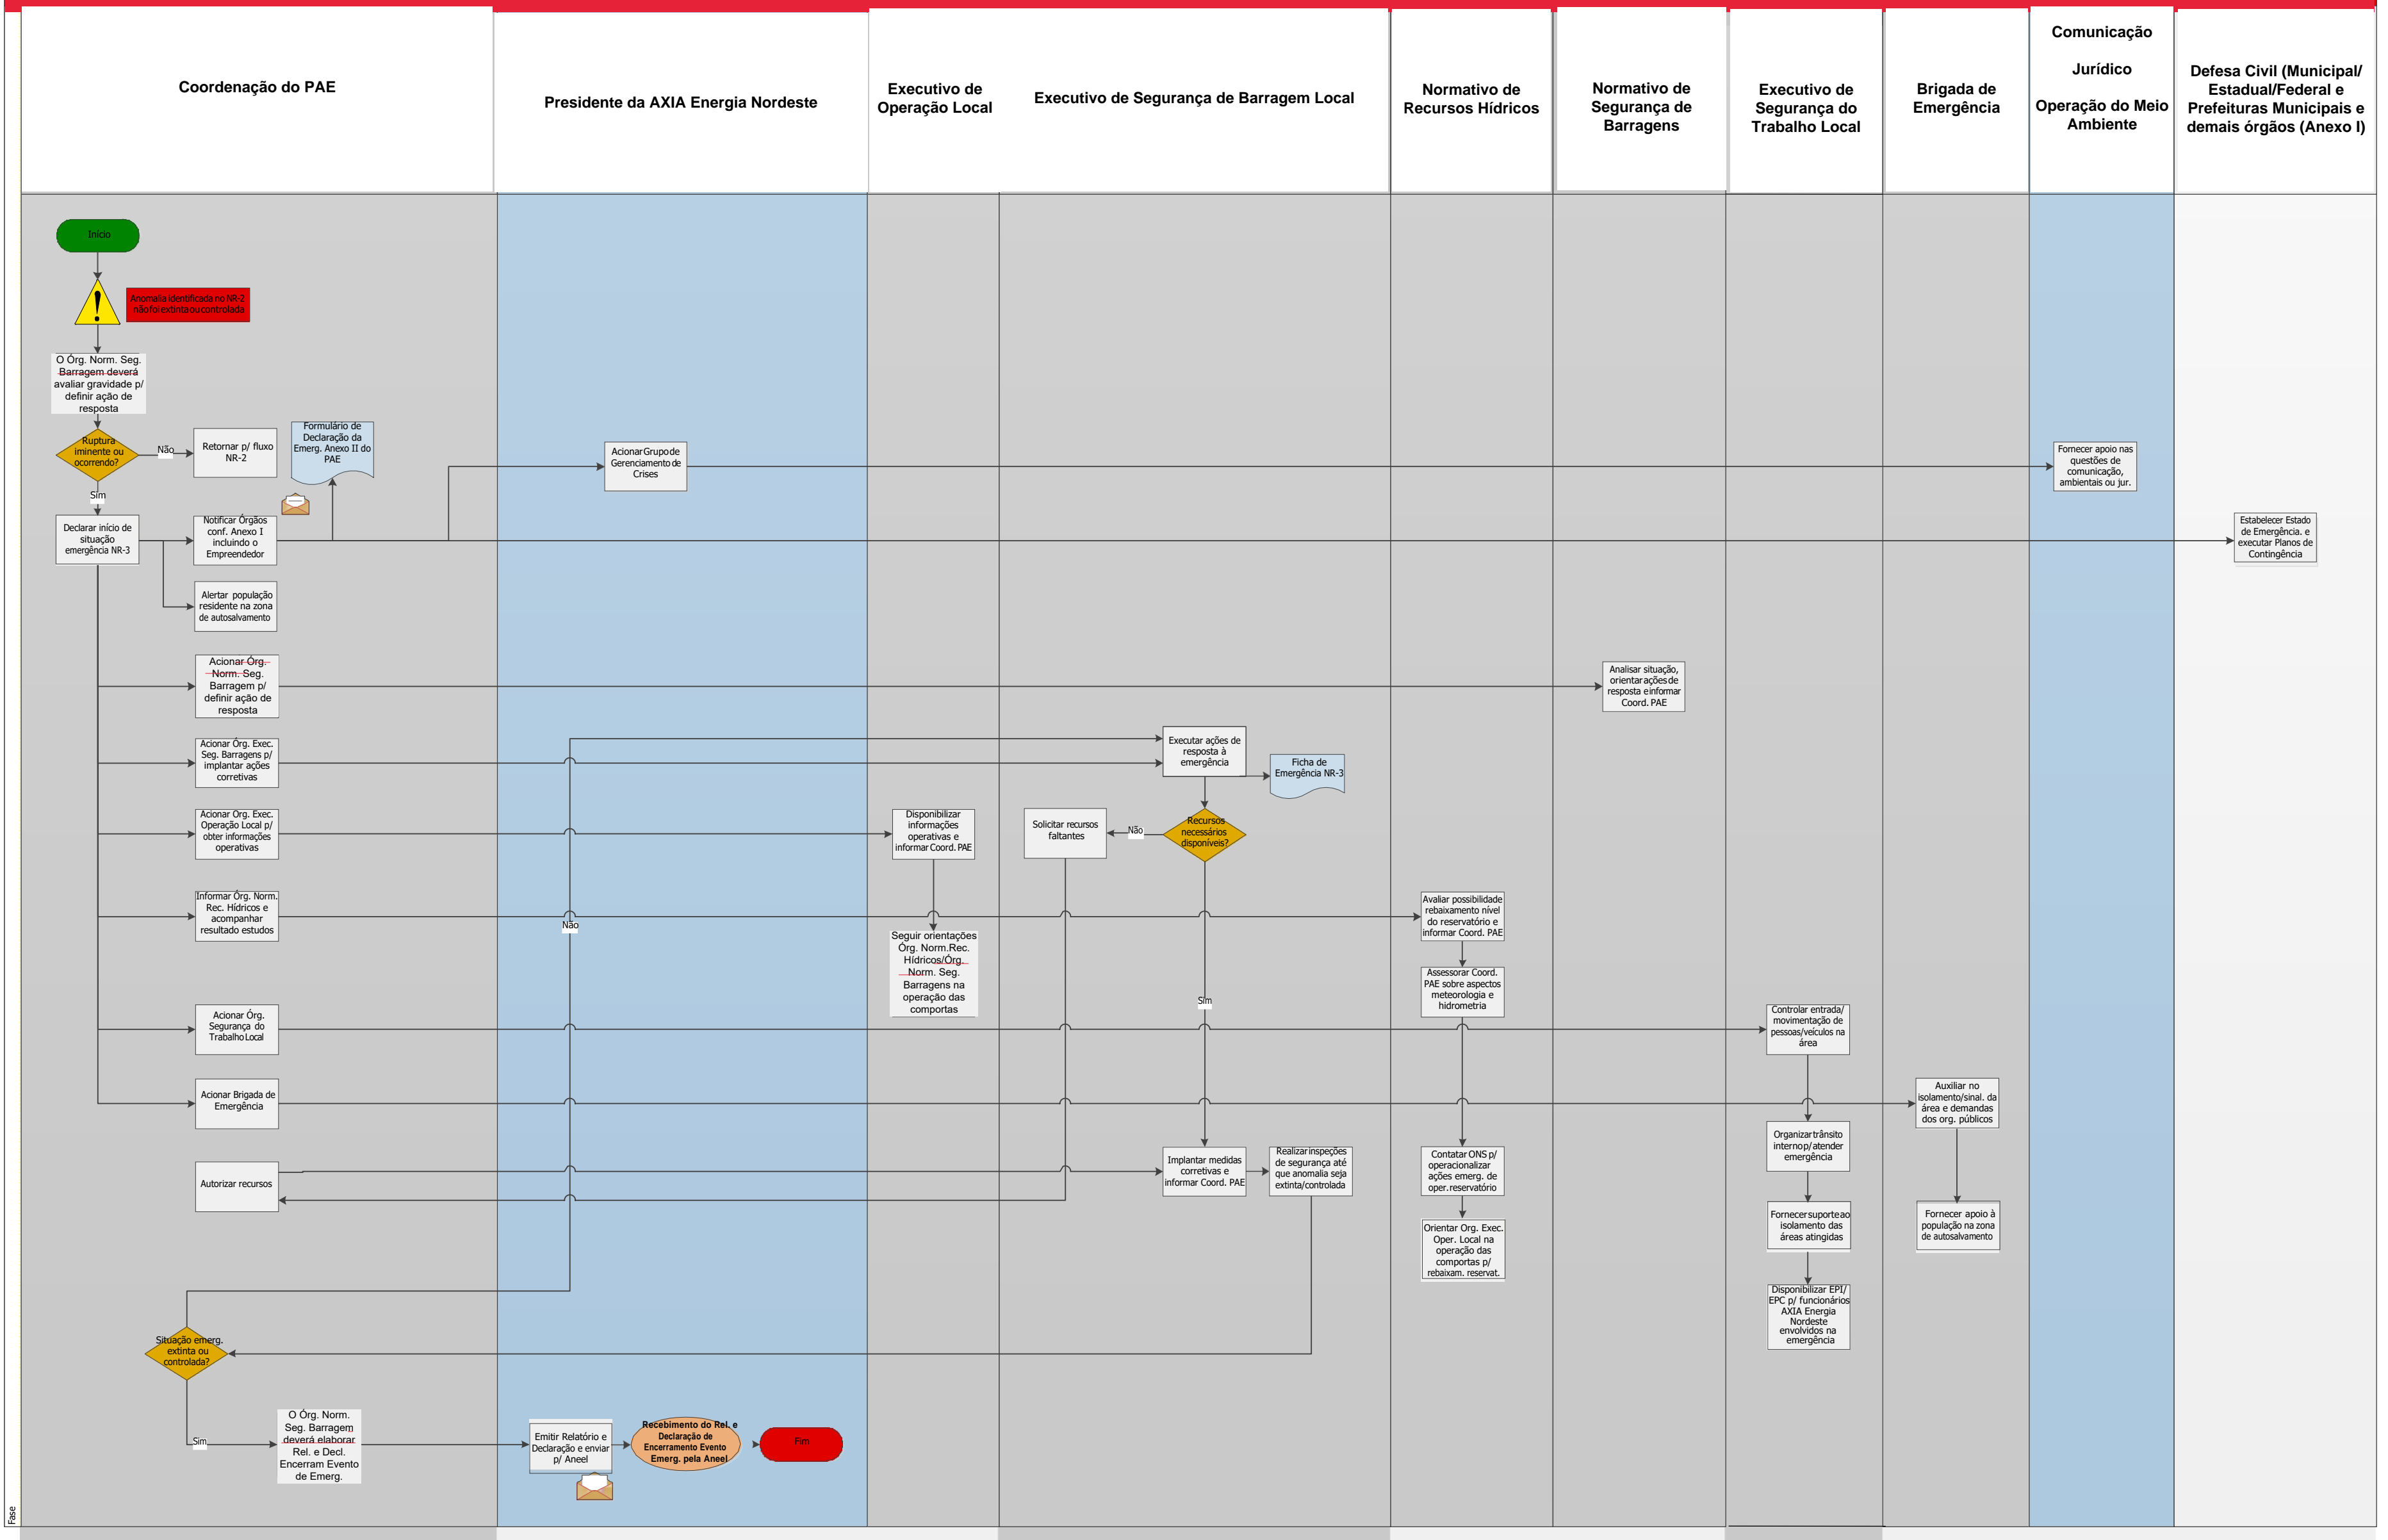 Coordenação do PAE
Presidente da AXIA Energia Nordeste
Executivo de
Operação Local
Executivo de Segurança de Barragem Local
Normativo de
Recursos Hídricos
Normativo de
Segurança de
Barragens
Executivo de
Segurança do
Trabalho Local
Brigada de
Emergência
Comunicação
Jurídico
Operação do Meio
Ambiente
Defesa Civil (Municipal/
Estadual/Federal e
Prefeituras Municipais e
demais órgãos (Anexo I)
Início
Anomalia identificada no NR-2
não foi extinta ou controlada
O Órg. Norm. Seg.
Barragem deverá
avaliar gravidade p/
definir ação de
resposta
Ruptura
iminente ou
ocorrendo?
Não
Retornar p/ fluxo
NR-2
Formulário de
Declaração da
Emerg. Anexo II do
PAE
Acionar Grupo de
Gerenciamento de
Crises
Fornecer apoio nas
questões de
comunicação,
ambientais ou jur.
Sim
Declarar início de
situação
emergência NR-3
Notificar Órgãos
conf. Anexo I
incluindo o
Empreendedor
Estabelecer Estado
de Emergência. e
executar Planos de
Contingência
Alertar população
residente na zona
de autosalvamento
Acionar Órg.
Norm. Seg.
Barragem p/
definir ação de
resposta
Analisar situação,
orientar ações de
resposta e informar
Coord. PAE
Acionar Órg. Exec.
Seg. Barragens p/
implantar ações
corretivas
Executar ações de
resposta à
emergência
Ficha de
Emergência NR-3
Acionar Org. Exec.
Operação Local p/
obter informações
operativas
Disponibilizar
informações
operativas e
informar Coord. PAE
Solicitar recursos
faltantes
Não
Recursos
necessários
disponíveis?
Informar Órg. Norm.
Rec. Hídricos e
acompanhar
resultado estudos
Não
Seguir orientações
Órg. Norm.Rec.
Hídricos/Órg.
Norm. Seg.
Barragens na
operação das
comportas
Avaliar possibilidade
rebaixamento nível
do reservatório e
informar Coord. PAE
Assessorar Coord.
PAE sobre aspectos
meteorologia e
hidrometria
Sim
Acionar Órg.
Segurança do
Trabalho Local
Controlar entrada/
movimentação de
pessoas/veículos na
área
Acionar Brigada de
Emergência
Auxiliar no
isolamento/sinal. da
área e demandas
dos org. públicos
Organizar trânsito
interno p/ atender
emergência
Autorizar recursos
Implantar medidas
corretivas e
informar Coord. PAE
Realizar inspeções
de segurança até
que anomalia seja
extinta/controlada
Contatar ONS p/
operacionalizar
ações emerg. de
oper. reservatório
Fornecer suporte ao
isolamento das
áreas atingidas
Fornecer apoio à
população na zona
de autosalvamento
Orientar Org. Exec.
Oper. Local na
operação das
comportas p/
rebaixam. reservat.
Disponibilizar EPI/
EPC p/ funcionários
AXIA Energia
Nordeste
envolvidos na
emergência
Situação emerg.
extinta ou
controlada?
Sim
O Órg. Norm.
Seg. Barragem
deverá elaborar
Rel. e Decl.
Encerram Evento
de Emerg.
Emitir Relatório e
Declaração e enviar
p/ Aneel
Recebimento do Rel. e
Declaração de
Encerramento Evento
Emerg. pela Aneel
Fim
Fase